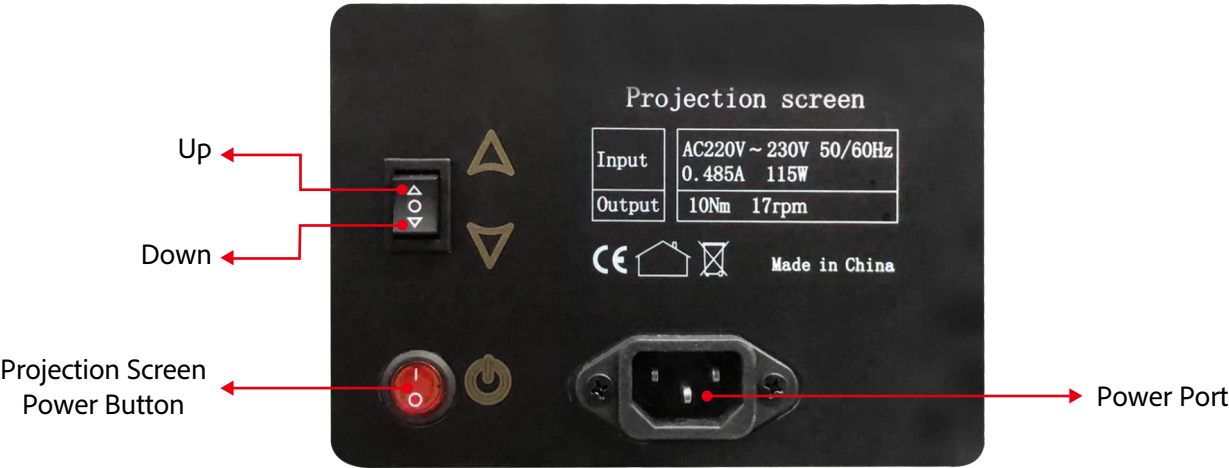 Projection screen
Up
Input
AC220V~230V 50/60Hz
0.485A 115W
Output
10Nm 17rpm
Down
CE
Made in China
Projection Screen
Power Button
Power Port